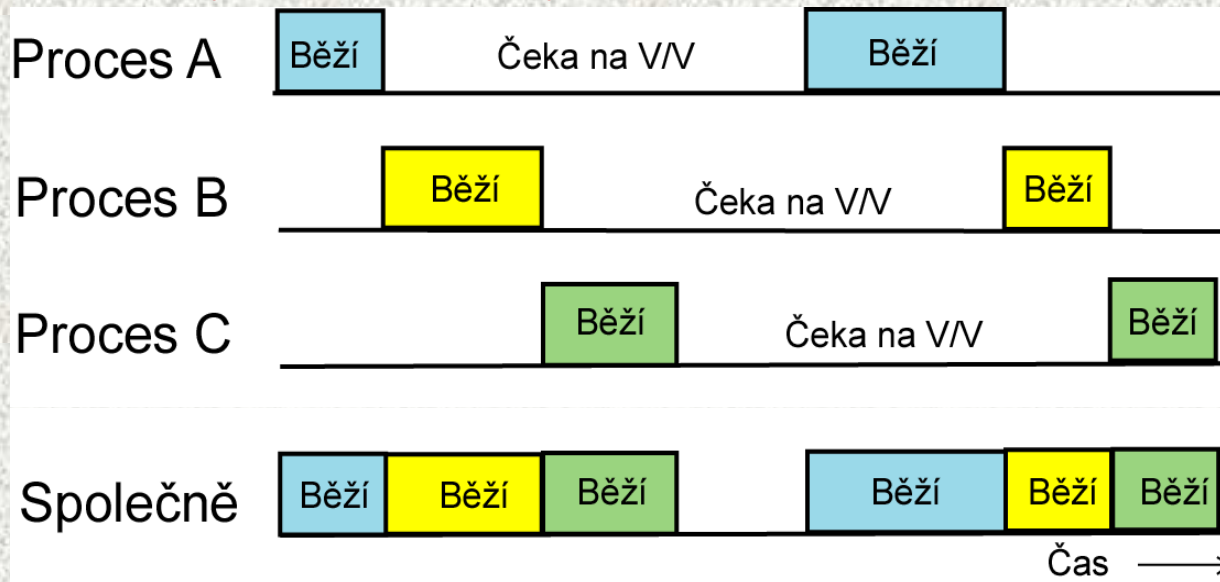 Proces A Běží Čeka na V/V Běží
Proces B Běží Čeka na V/V Běží
Proces C Běží Čeka na V/V Běží
Společně Běží Běží Běží Běží Běží Běží
Čas